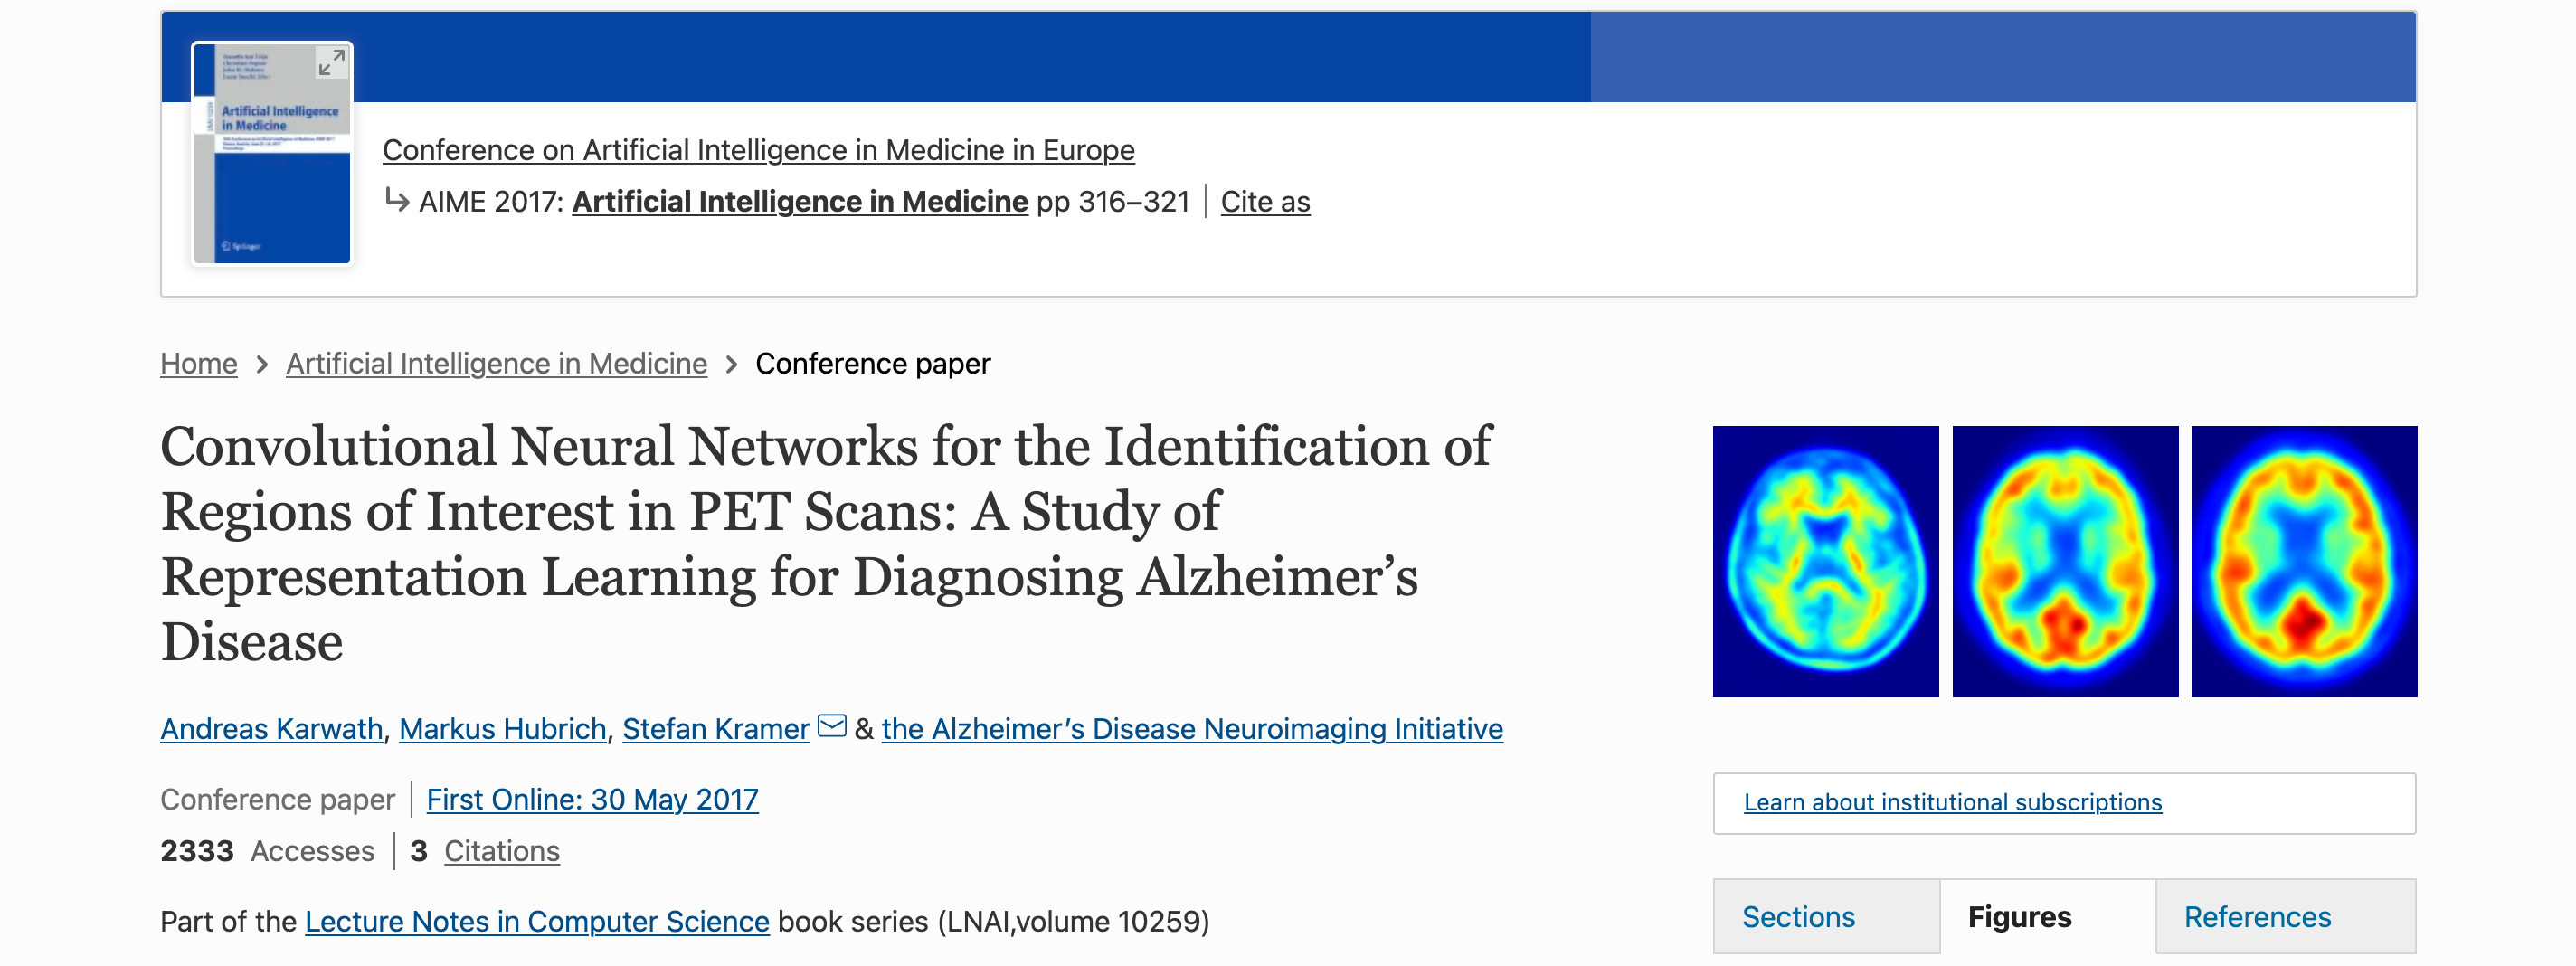 Artificial Intelligence
in Medicine
Springer
Conference on Artificial Intelligence in Medicine in Europe
AIME 2017: Artificial Intelligence in Medicine pp 316–321 | Cite as
Home > Artificial Intelligence in Medicine > Conference paper
Convolutional Neural Networks for the Identification of
Regions of Interest in PET Scans: A Study of
Representation Learning for Diagnosing Alzheimer’s
Disease
Andreas Karwath, Markus Hubrich, Stefan Kramer & the Alzheimer’s Disease Neuroimaging Initiative
Conference paper | First Online: 30 May 2017
2333 Accesses | 3 Citations
Part of the Lecture Notes in Computer Science book series (LNAI,volume 10259)
Learn about institutional subscriptions
Sections Figures References